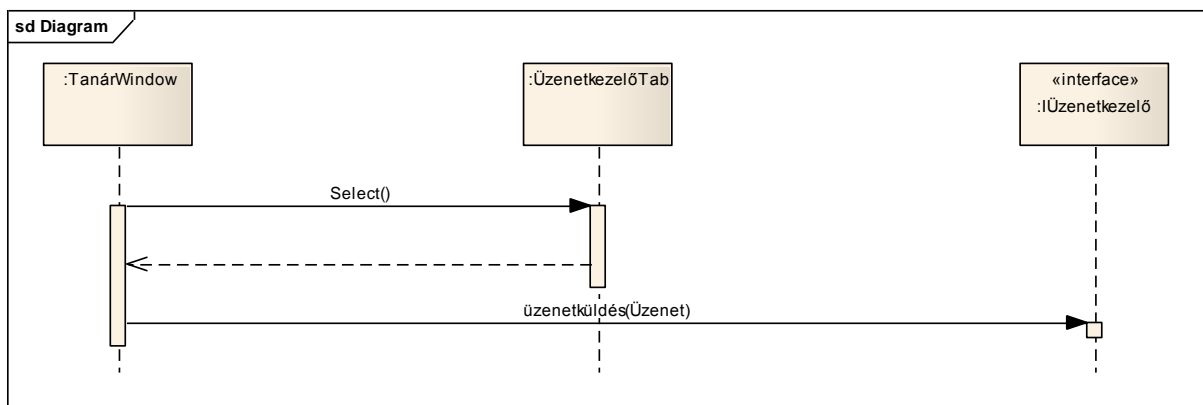 sd Diagram
:TanárWindow
:ÜzenetkezelőTab
«interface»
:IÜzenetkezelő
Select()
üzenetküldés(Üzenet)